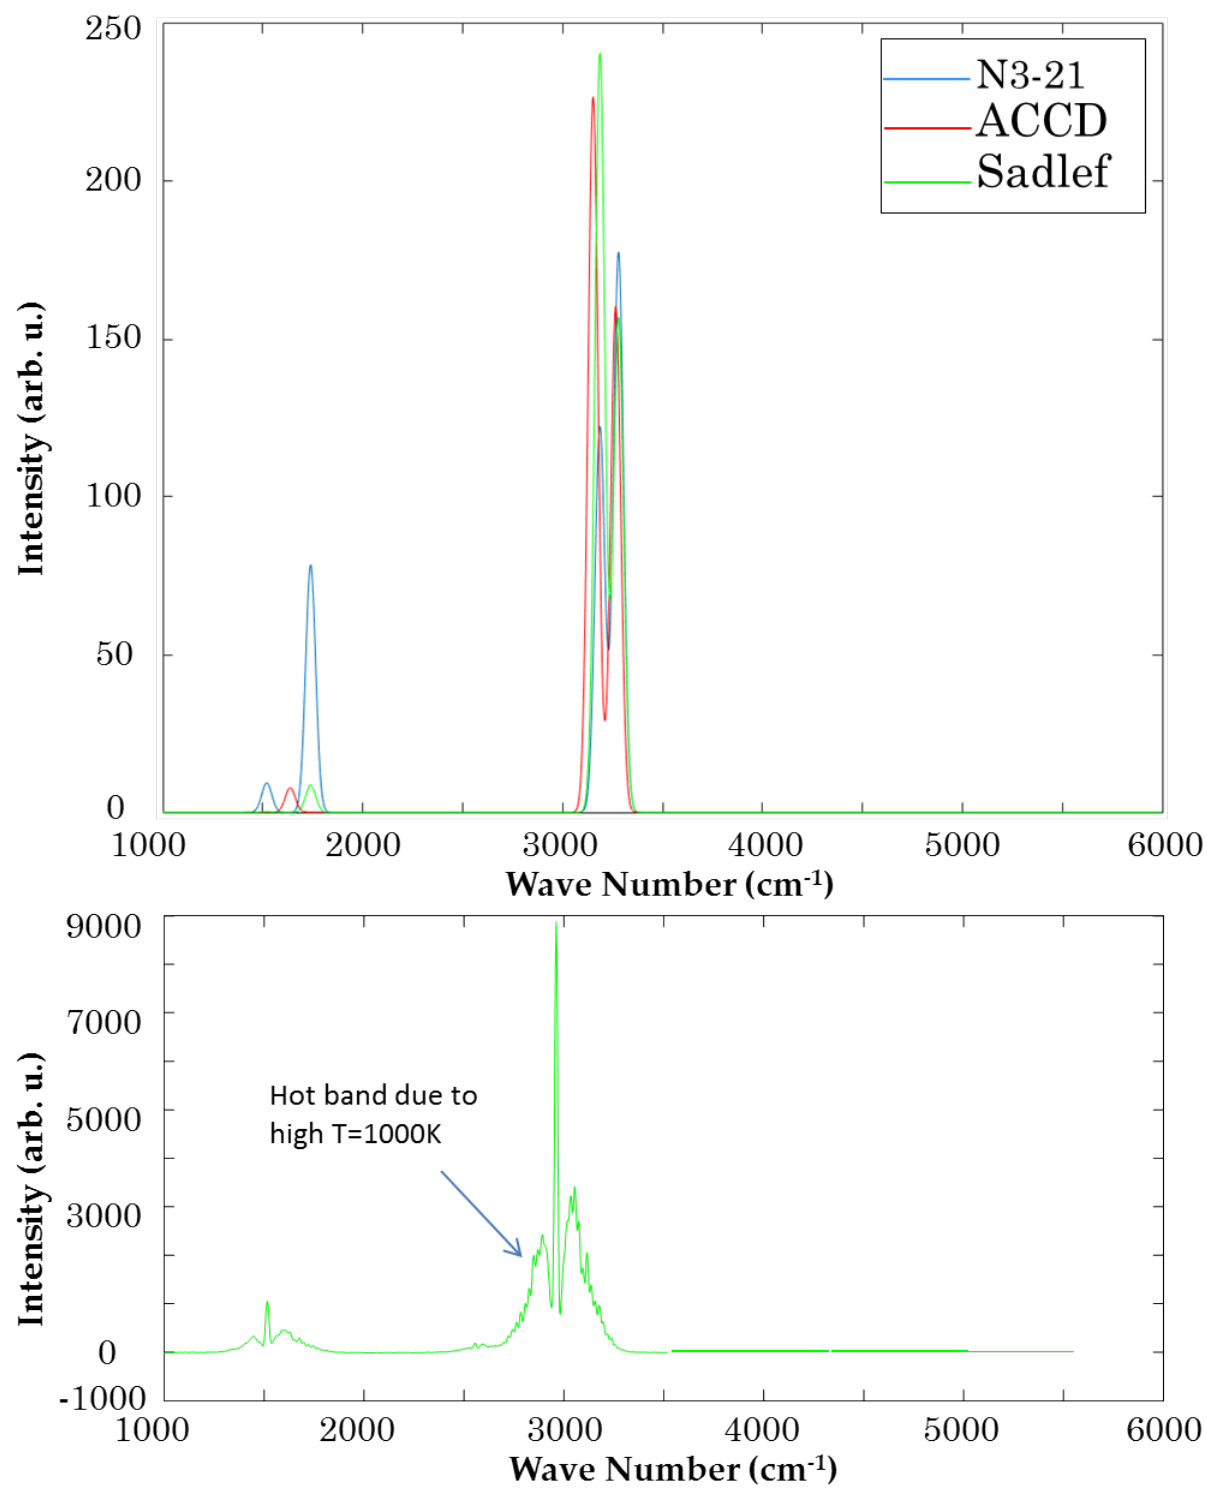 250
200
150
100
50
0
Intensity (arb. u.)
N3-21
ACCD
Sadlef
1000 2000 3000 4000 5000 6000
Wave Number (cm-1)
9000
7000
5000
3000
0
-1000
Intensity (arb. u.)
Hot band due to
high T=1000K
1000 2000 3000 4000 5000 6000
Wave Number (cm-1)